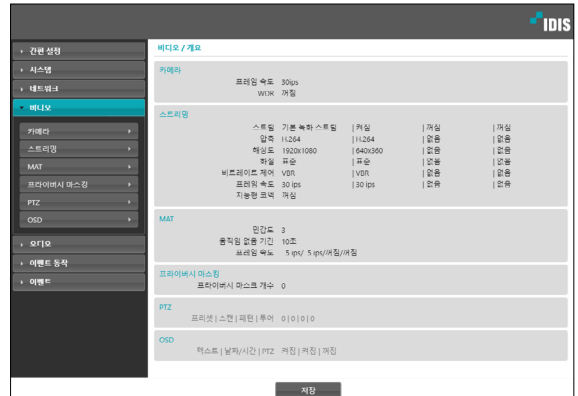 IDIS
간편 설정
시스템
네트워크
비디오
카메라
스트리밍
MAT
프라이버시 마스킹
PTZ
OSD
오디오
이벤트 동작
이벤트
비디오 / 개요
카메라
프레임 속도 30ips
WDR 꺼짐
스트리밍
스트림 기본 녹화 스트림 | 켜짐 | 꺼짐 | 꺼짐
압축 H.264 | H.264 | 없음 | 없음
해상도 1920x1080 | 640x360 | 없음 | 없음
화질 표준 | 표준 | 없음 | 없음
비트레이트 제어 VBR | VBR | 없음 | 없음
프레임 속도 30 ips | 30 ips | 없음 | 없음
지능형 코덱 꺼짐
MAT
민감도 3
움직임 없음 기간 10초
프레임 속도 5 ips/ 5 ips/꺼짐/꺼짐
프라이버시 마스킹
프라이버시 마스크 개수 0
PTZ
프리셋 | 스캔 | 패턴 | 투어 0 | 0 | 0 | 0
OSD
텍스트 | 날짜/시간 | PTZ 꺼짐 | 꺼짐 | 꺼짐
저장